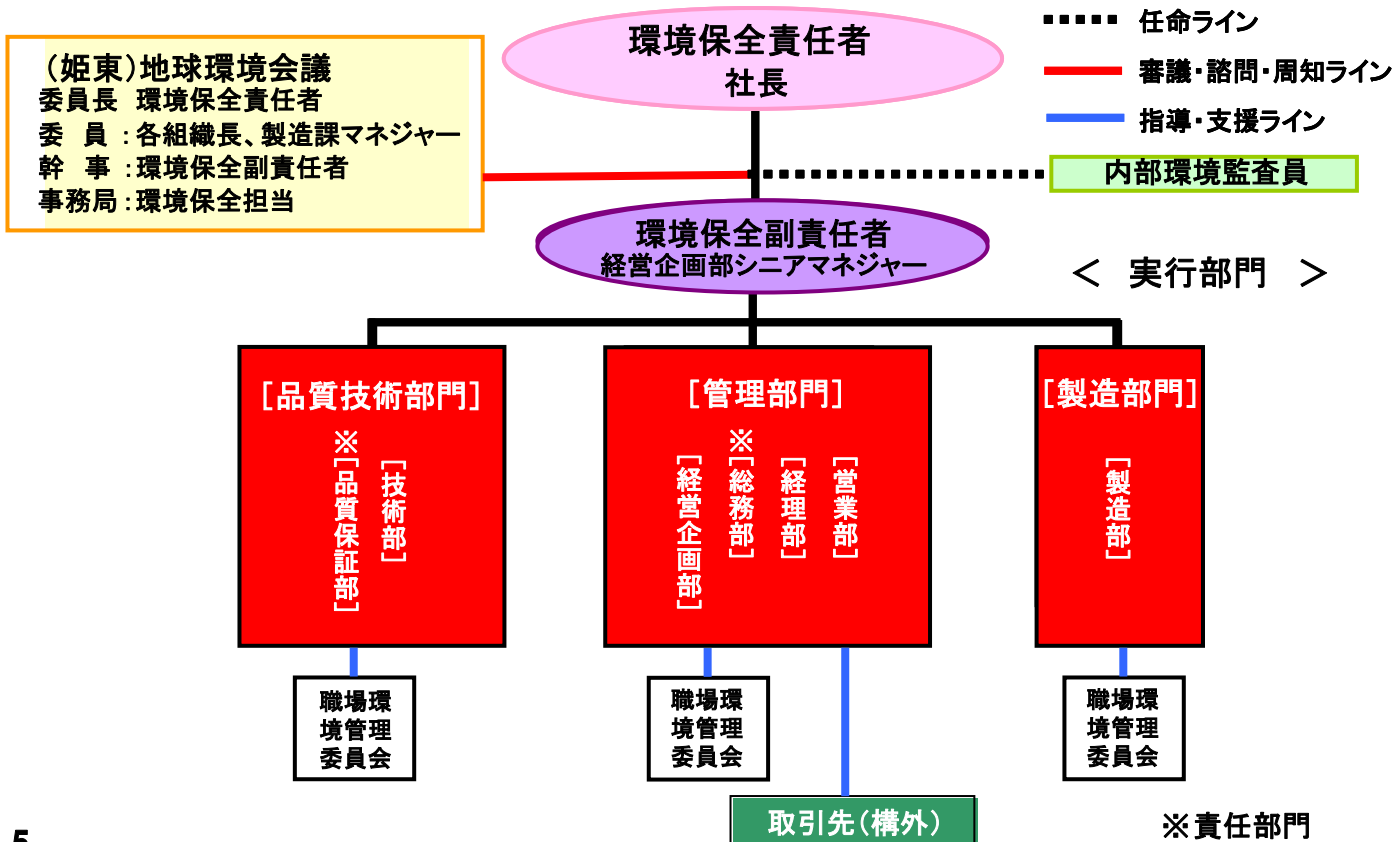 環境保全責任者
社長
任命ライン
審議・諮問・周知ライン
指導・支援ライン
(姫東)地球環境会議
委員長 環境保全責任者
委 員 :各組織長、製造課マネジャー
幹 事 :環境保全副責任者
事務局:環境保全担当
内部環境監査員
環境保全副責任者
経営企画部シニアマネジャー
< 実行部門 >
[品質技術部門]
※[品質保証部]
[技術部]
[管理部門]
[経営企画部]
※[総務部]
[経理部]
[営業部]
[製造部門]
[製造部]
職場環
境管理
委員会
職場環
境管理
委員会
職場環
境管理
委員会
取引先(構外)
※責任部門
5